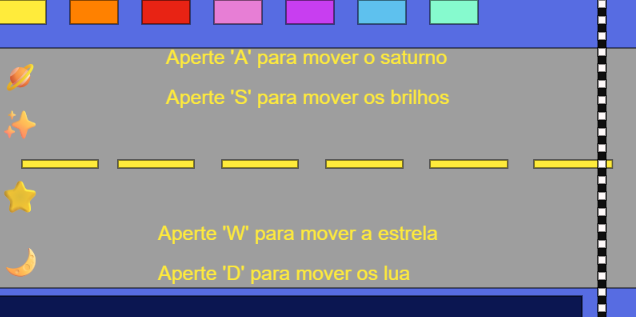 Aperte 'A' para mover o saturno
Aperte 'S' para mover os brilhos
Aperte 'W' para mover a estrela
Aperte 'D' para mover os lua